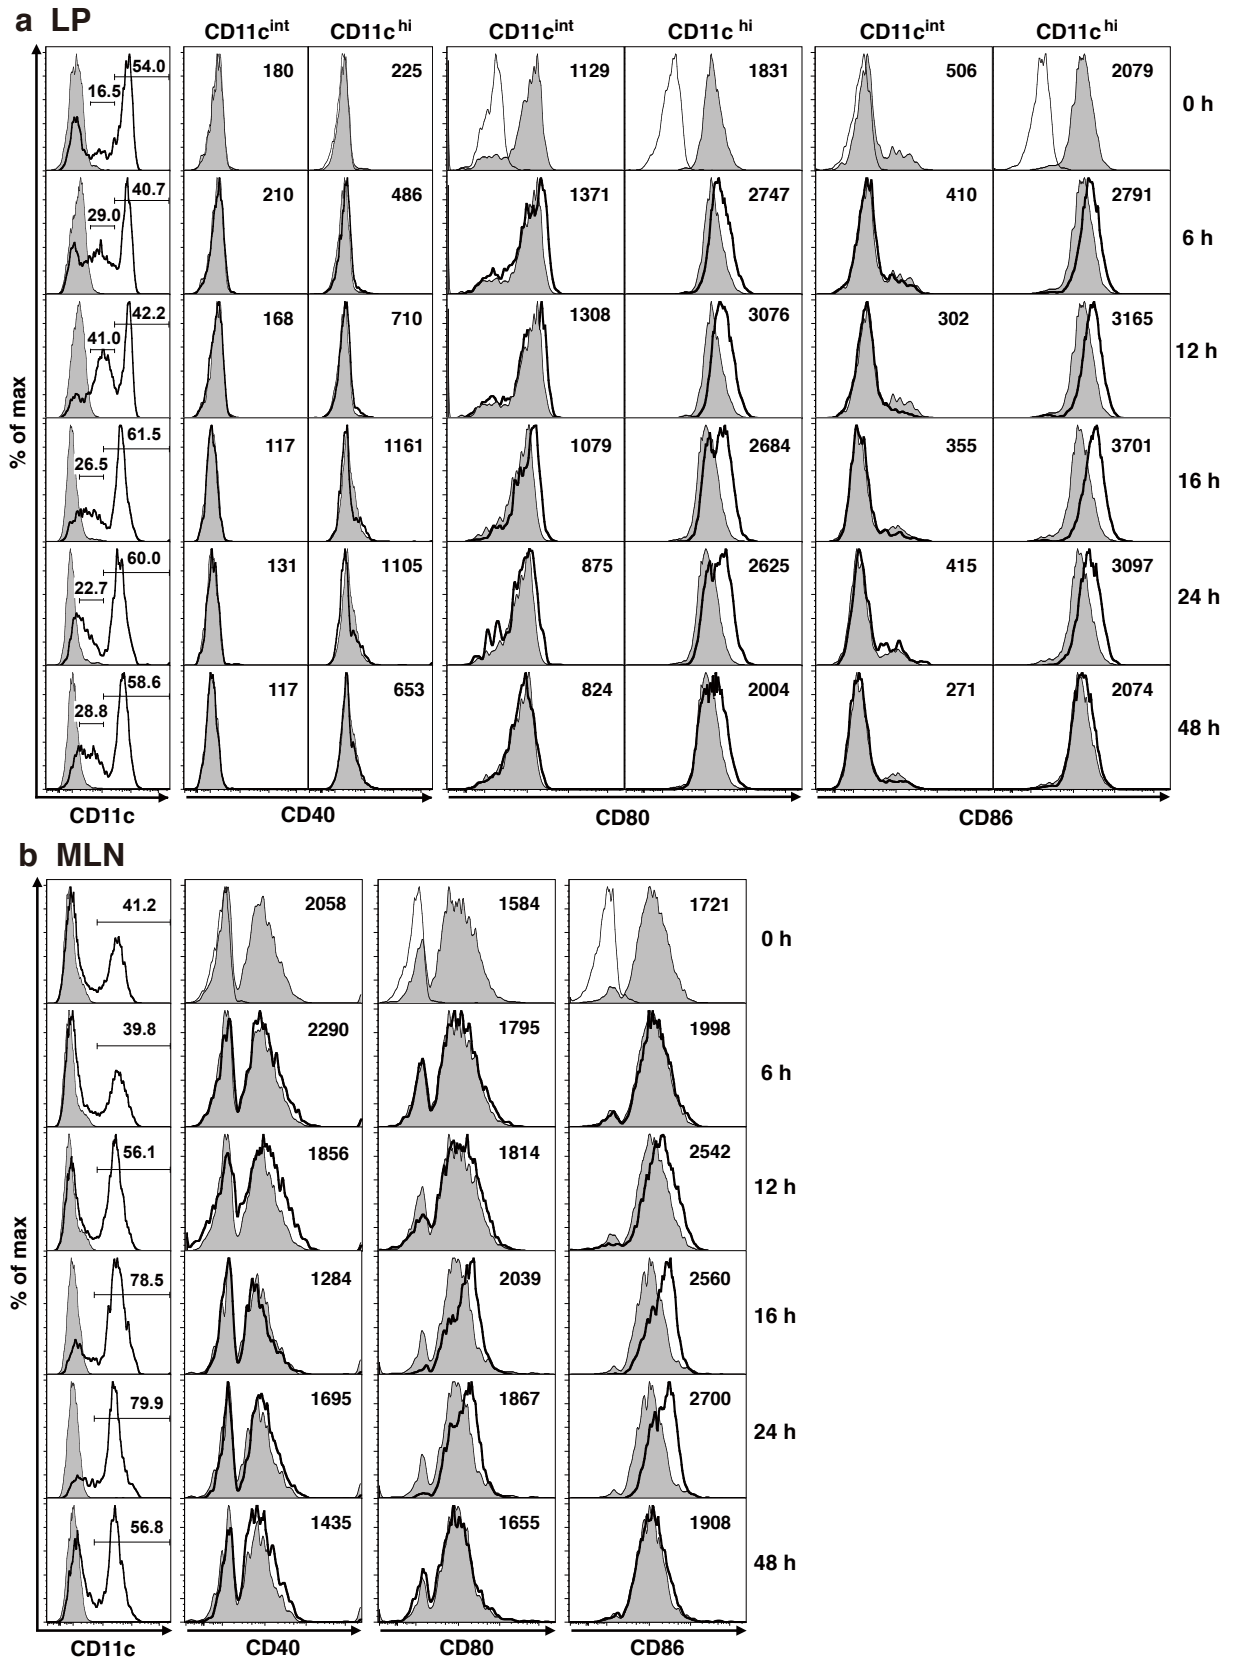 a LP
CD11cint CD11c hi CD11cint CD11c hi CD11cint CD11c hi
54.0 16.5 180 225 1129 1831 506 2079 0 h
40.7 29.0 210 486 1371 2747 410 2791 6 h
42.2 41.0 168 710 1308 3076 302 3165 12 h
61.5 26.5 117 1161 1079 2684 355 3701 16 h
60.0 22.7 131 1105 875 2625 415 3097 24 h
58.6 28.8 117 653 824 2004 271 2074 48 h
% of max
CD11c CD40 CD80 CD86
b MLN
41.2 2058 1584 1721 0 h
39.8 2290 1795 1998 6 h
56.1 1856 1814 2542 12 h
78.5 1284 2039 2560 16 h
79.9 1695 1867 2700 24 h
56.8 1435 1655 1908 48 h
% of max
CD11c CD40 CD80 CD86